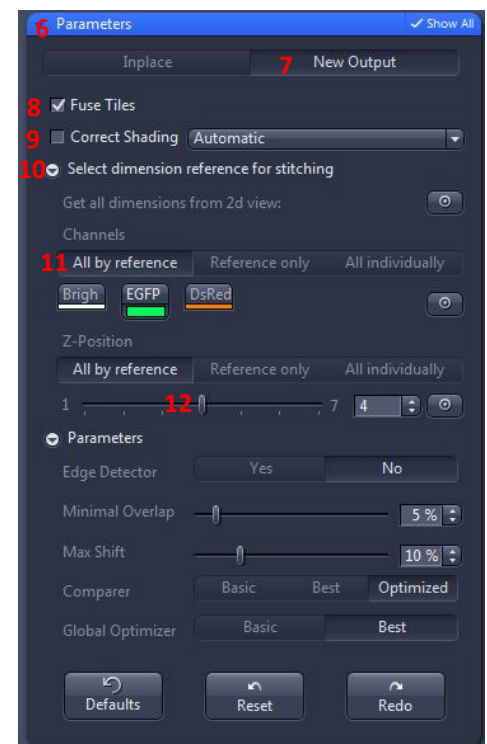 6 Parameters ✓ Show All
Inplace 7 New Output
8 Fuse Tiles
9 Correct Shading Automatic
10 Select dimension reference for stitching
Get all dimensions from 2d view:
Channels
11 All by reference Reference only All individually
Brigh EGFP DsRed
Z-Position
All by reference Reference only All individually
1 12 7 4
Parameters
Edge Detector Yes No
Minimal Overlap 5 %
Max Shift 10 %
Comparer Basic Best Optimized
Global Optimizer Basic Best
Defaults Reset Redo